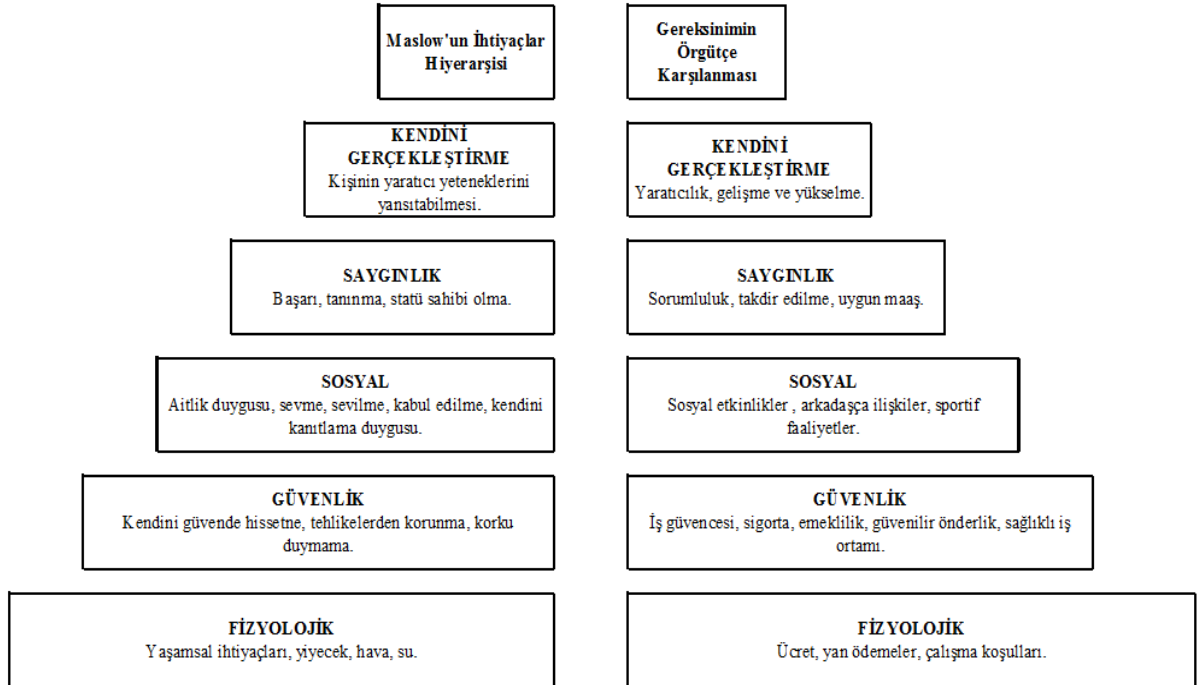 Maslow'un İhtiyaçlar
Hiyerarşisi
Gereksinimin
Örgütçe
Karşılanması
KENDİNİ
GERÇEKLEŞTİRME
Kişinin yaratıcı yeteneklerini
yansıtabilmesi.
KENDİNİ
GERÇEKLEŞTİRME
Yaratıcılık, gelişme ve yükselme.
SAYGINLIK
Başarı, tanınma, statü sahibi olma.
SAYGINLIK
Sorumluluk, takdir edilme, uygun maaş.
SOSYAL
Aitlik duygusu, sevme, sevilme, kabul edilme, kendini
kanıtlama duygusu.
SOSYAL
Sosyal etkinlikler , arkadaşça ilişkiler, sportif
faaliyetler.
GÜVENLİK
Kendini güvende hissetne, tehlikelerden korunma, korku
duymama.
GÜVENLİK
İş güvencesi, sigorta, emeklilik, güvenilir önderlik, sağlıklı iş
ortamı.
FİZYOLOJİK
Yaşamsal ihtiyaçları, yiyecek, hava, su.
FİZYOLOJİK
Ücret, yan ödemeler, çalışma koşulları.